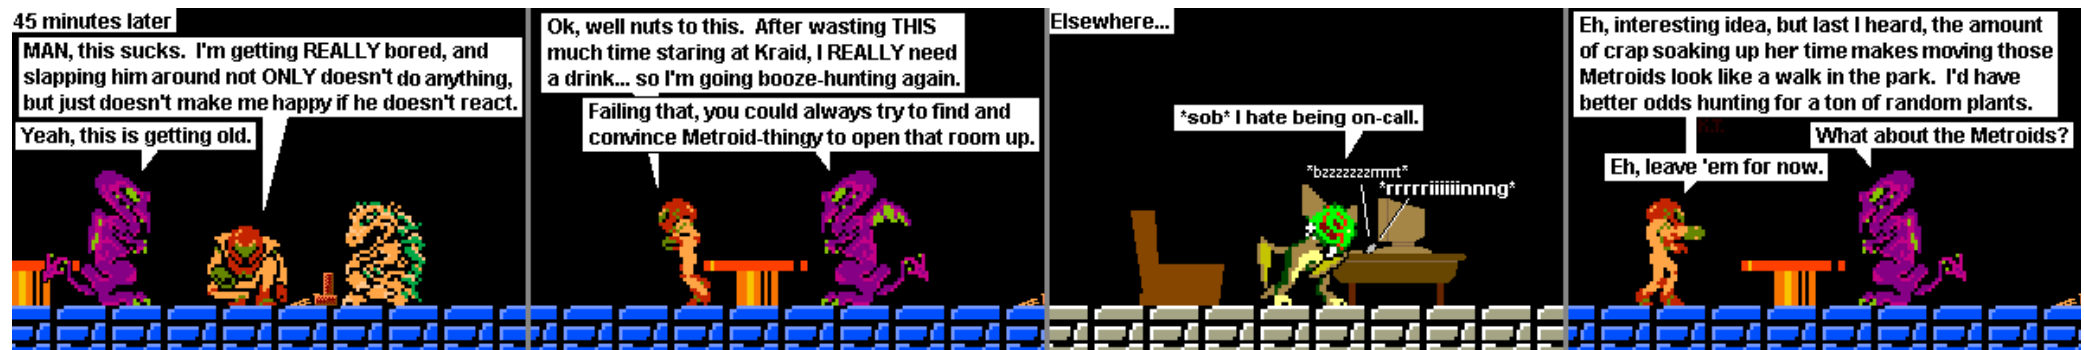 45 minutes later
MAN, this sucks.  I'm getting REALLY bored, and
slapping him around not ONLY doesn't do anything,
but just doesn't make me happy if he doesn't react.
Yeah, this is getting old.
Ok, well nuts to this.  After wasting THIS
much time staring at Kraid, I REALLY need
a drink... so I'm going booze-hunting again.
Failing that, you could always try to find and
convince Metroid-thingy to open that room up.
Elsewhere...
*sob* I hate being on-call.
*bzzzzzzzrrrrrt*
*rrrrriiiiiinnng*
Eh, interesting idea, but last I heard, the amount
of crap soaking up her time makes moving those
Metroids look like a walk in the park.  I'd have
better odds hunting for a ton of random plants.
What about the Metroids?
Eh, leave 'em for now.